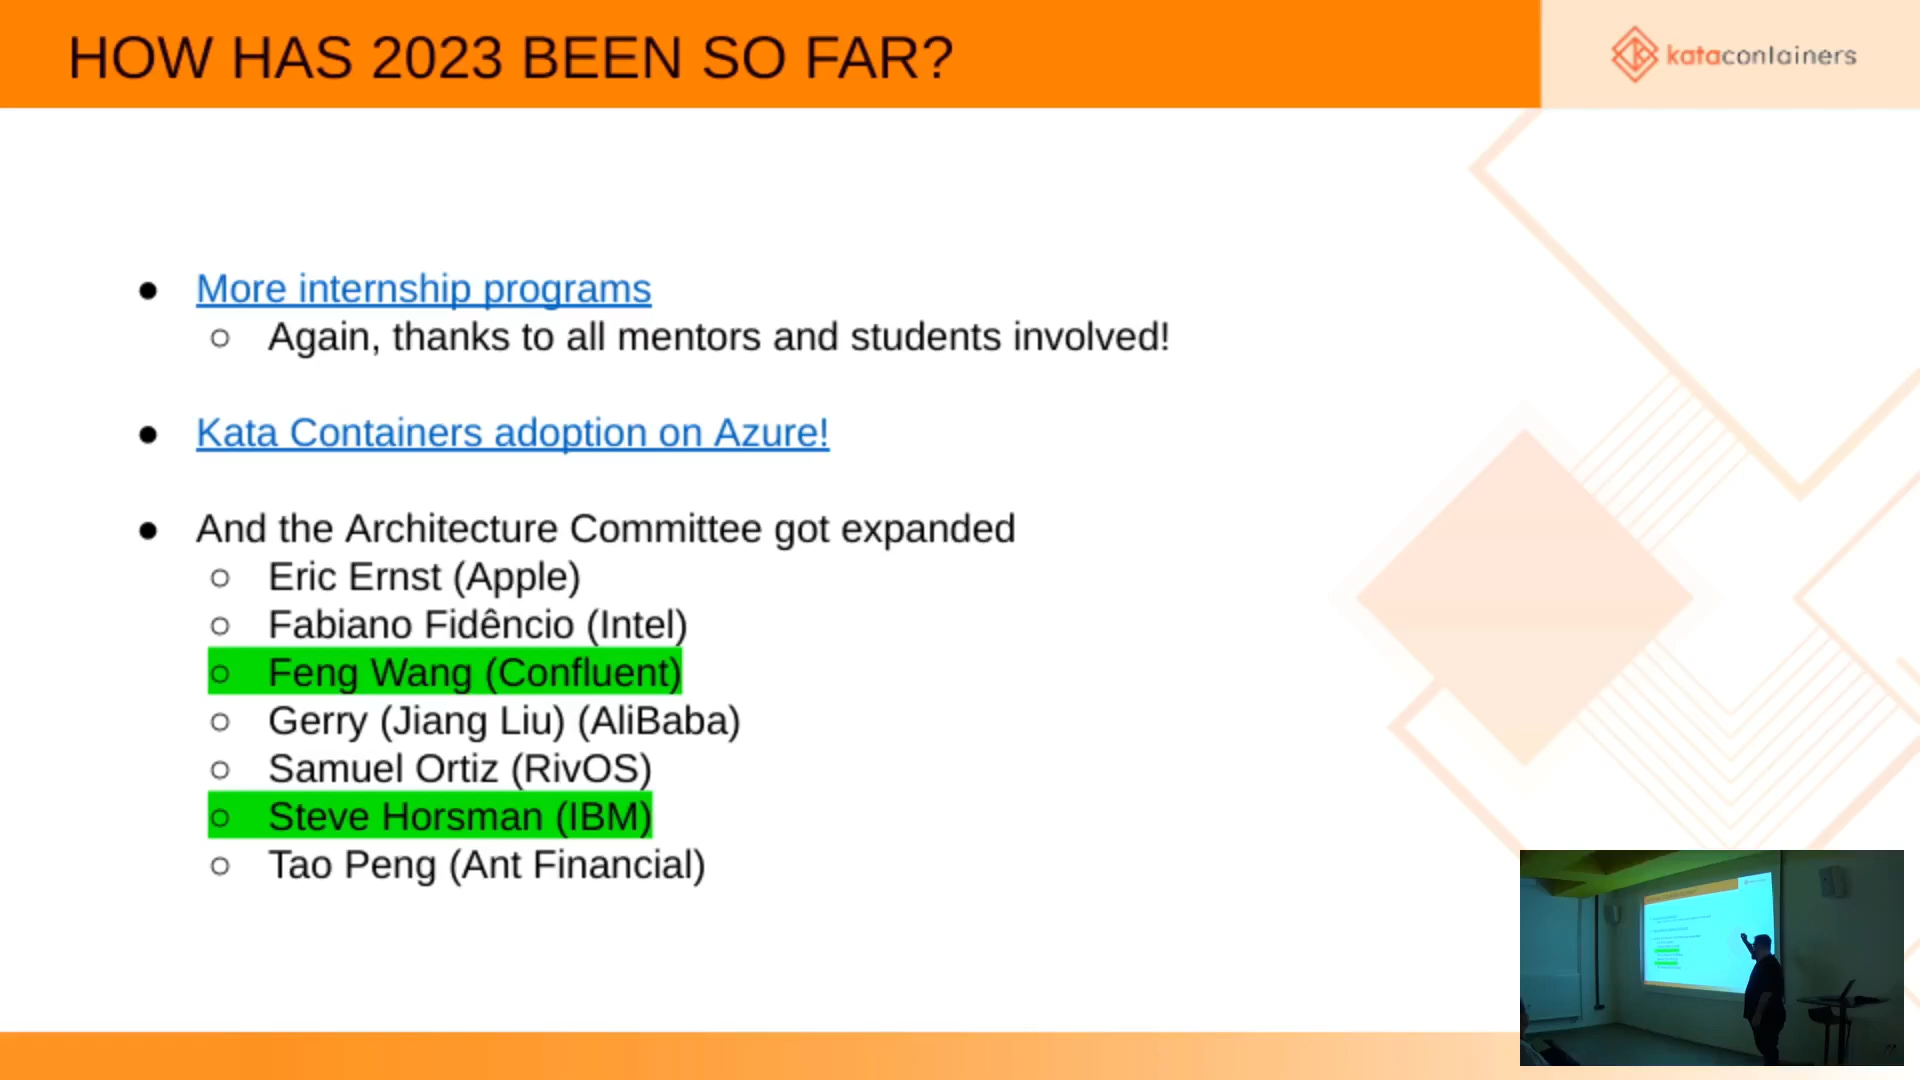 HOW HAS 2023 BEEN SO FAR?
katacontainers
● More internship programs
○ Again, thanks to all mentors and students involved!
● Kata Containers adoption on Azure!
● And the Architecture Committee got expanded
○ Eric Ernst (Apple)
○ Fabiano Fidêncio (Intel)
○ Feng Wang (Confluent)
○ Gerry (Jiang Liu) (AliBaba)
○ Samuel Ortiz (RivOS)
○ Steve Horsman (IBM)
○ Tao Peng (Ant Financial)